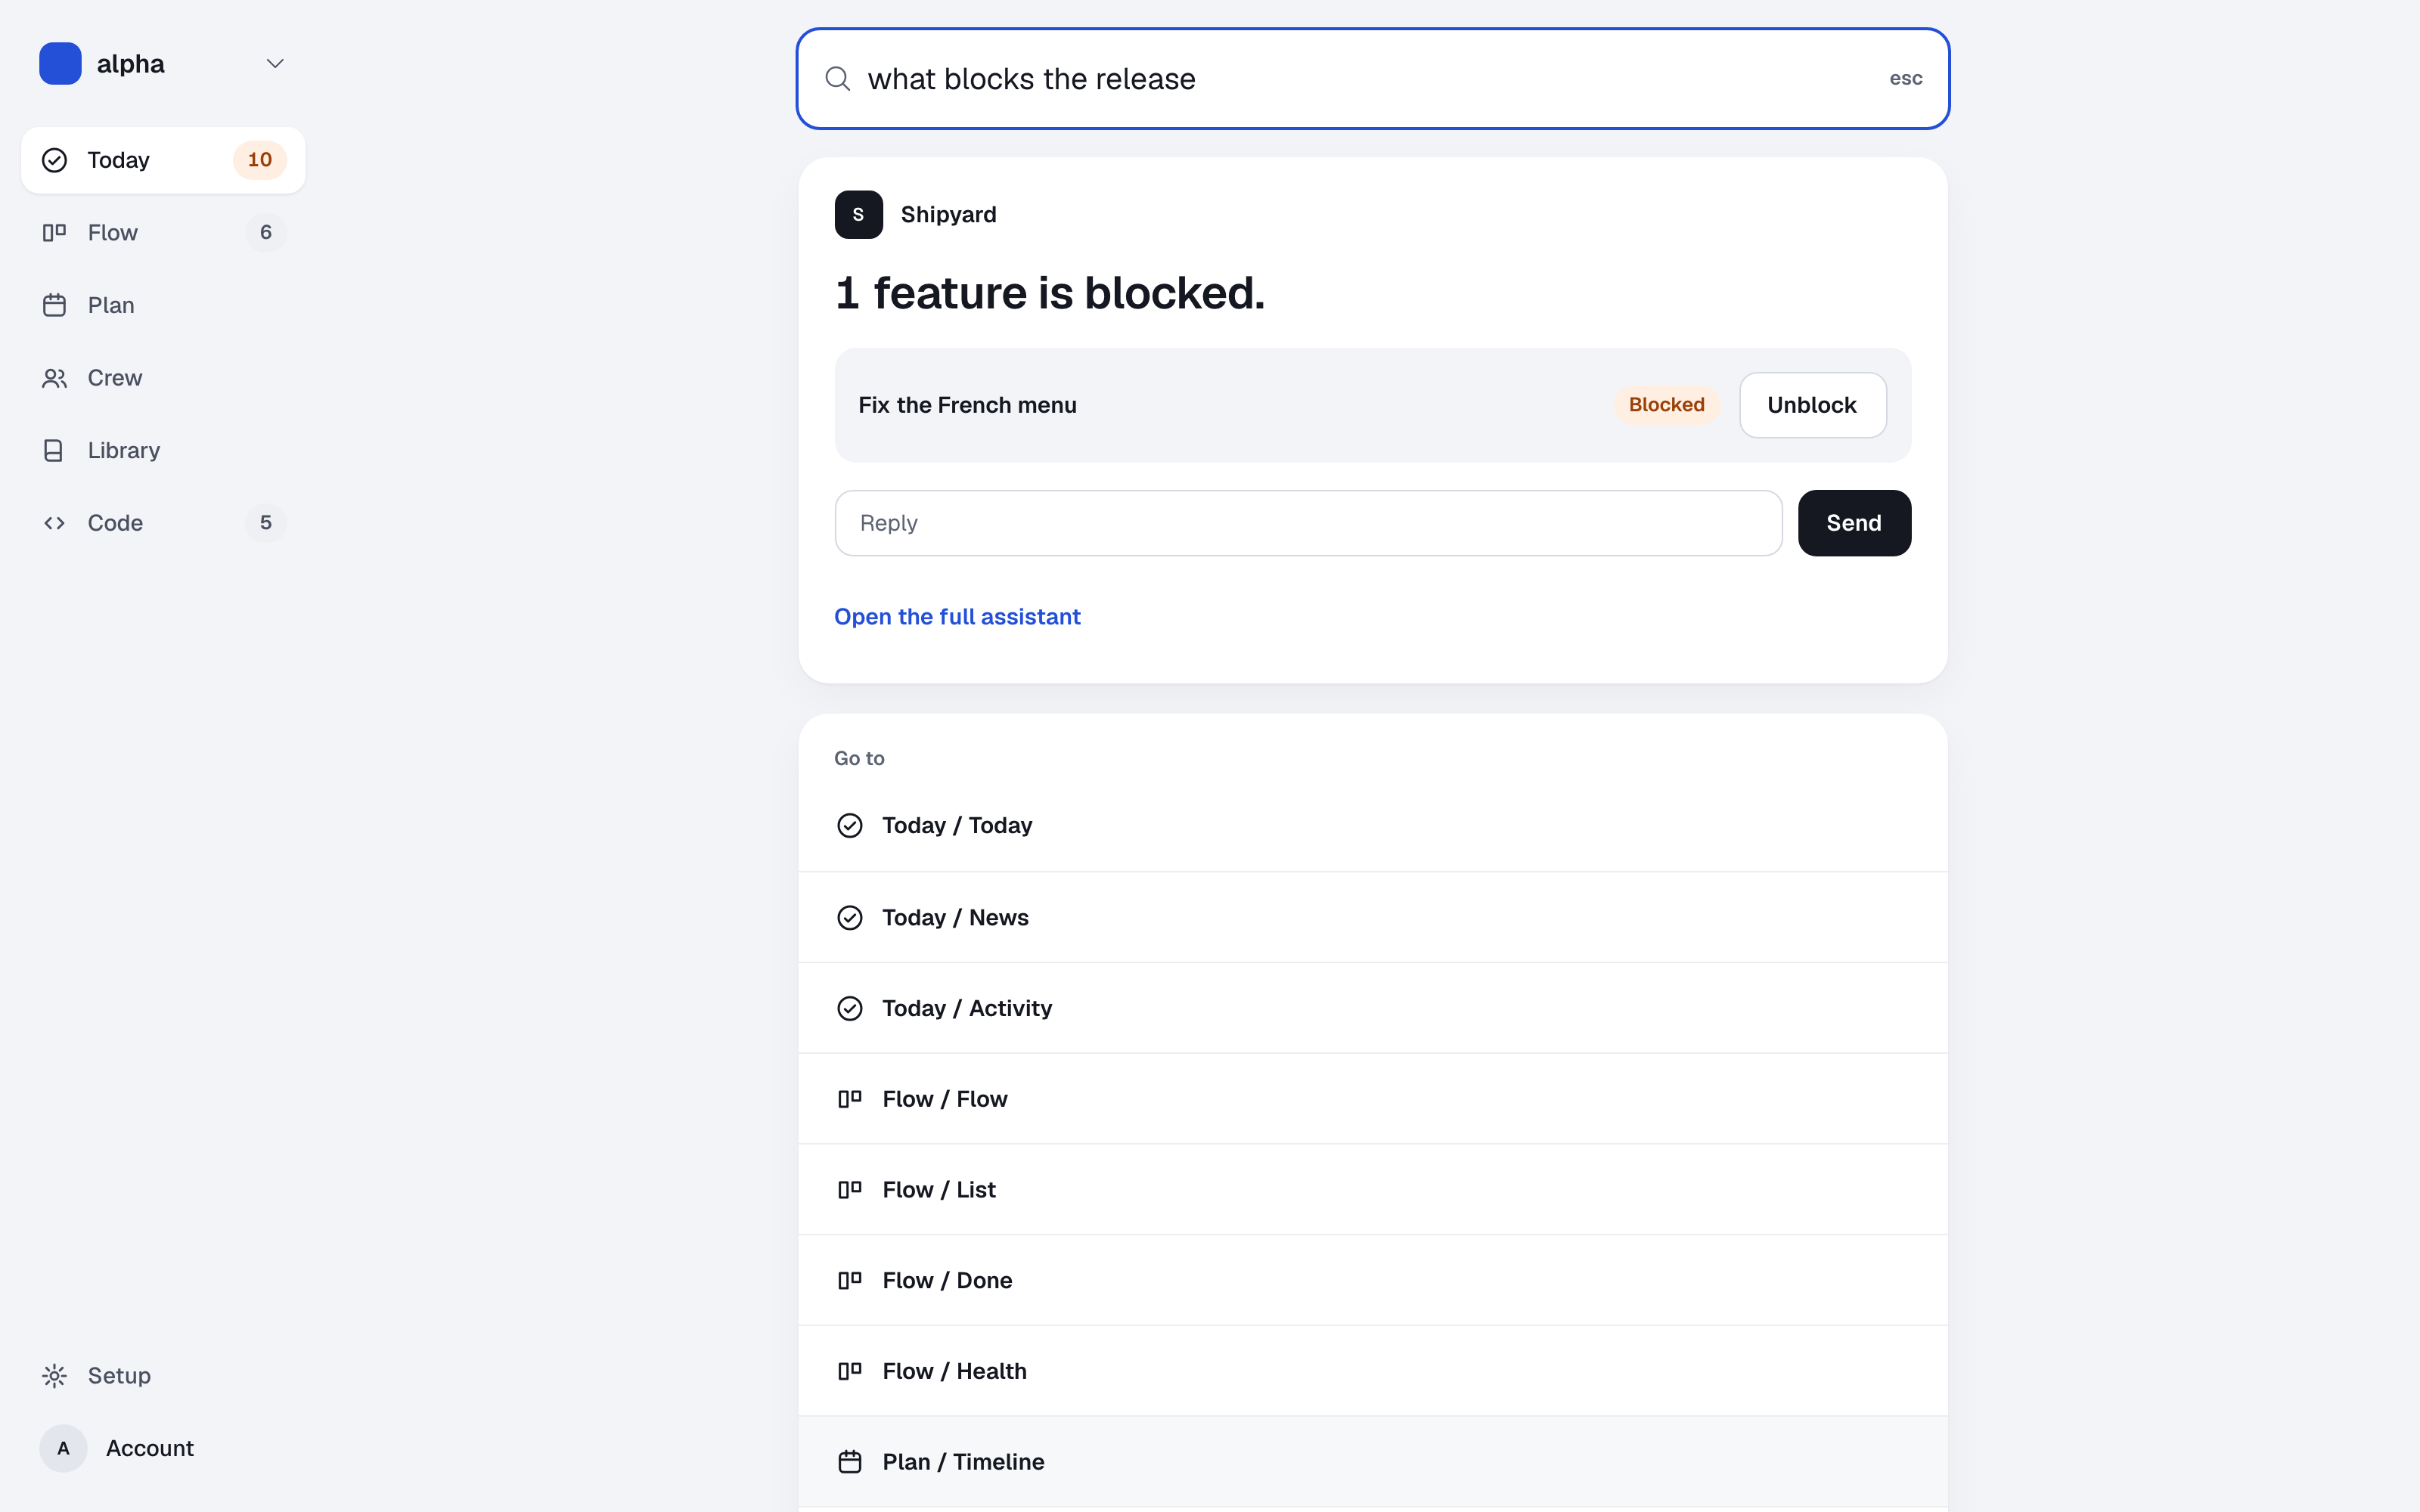 alpha
Today 10
Flow 6
Plan
Crew
Library
Code 5
Setup
A Account
what blocks the release esc
S Shipyard
1 feature is blocked.
Fix the French menu Blocked Unblock
Reply Send
Open the full assistant
Go to
Today / Today
Today / News
Today / Activity
Flow / Flow
Flow / List
Flow / Done
Flow / Health
Plan / Timeline